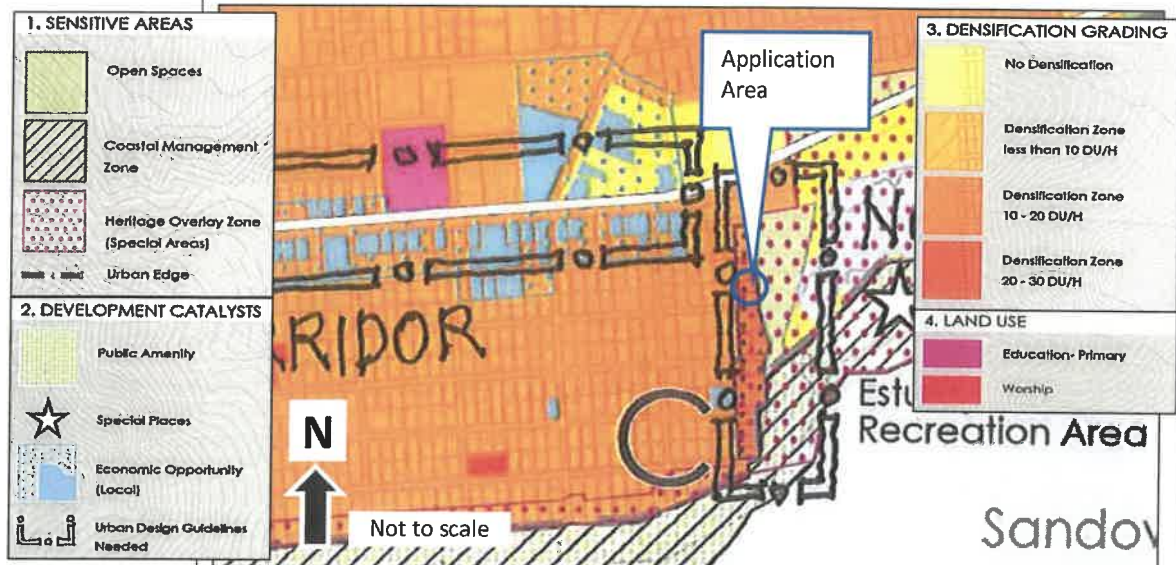 1. SENSITIVE AREAS
Open Spaces
Coastal Management
Zone
Heritage Overlay Zone
(Special Areas)
Urban Edge
2. DEVELOPMENT CATALYSTS
Public Amenity
Special Places
Economic Opportunity
(Local)
Urban Design Guidelines
Needed
Application
Area
3. DENSIFICATION GRADING
No Densification
Densification Zone
less than 10 DU/H
Densification Zone
10 - 20 DU/H
Densification Zone
20 - 30 DU/H
4. LAND USE
Education- Primary
Worship
RRIDOR
N
C
Estu
Recreation Area
N
Not to scale
Sandov